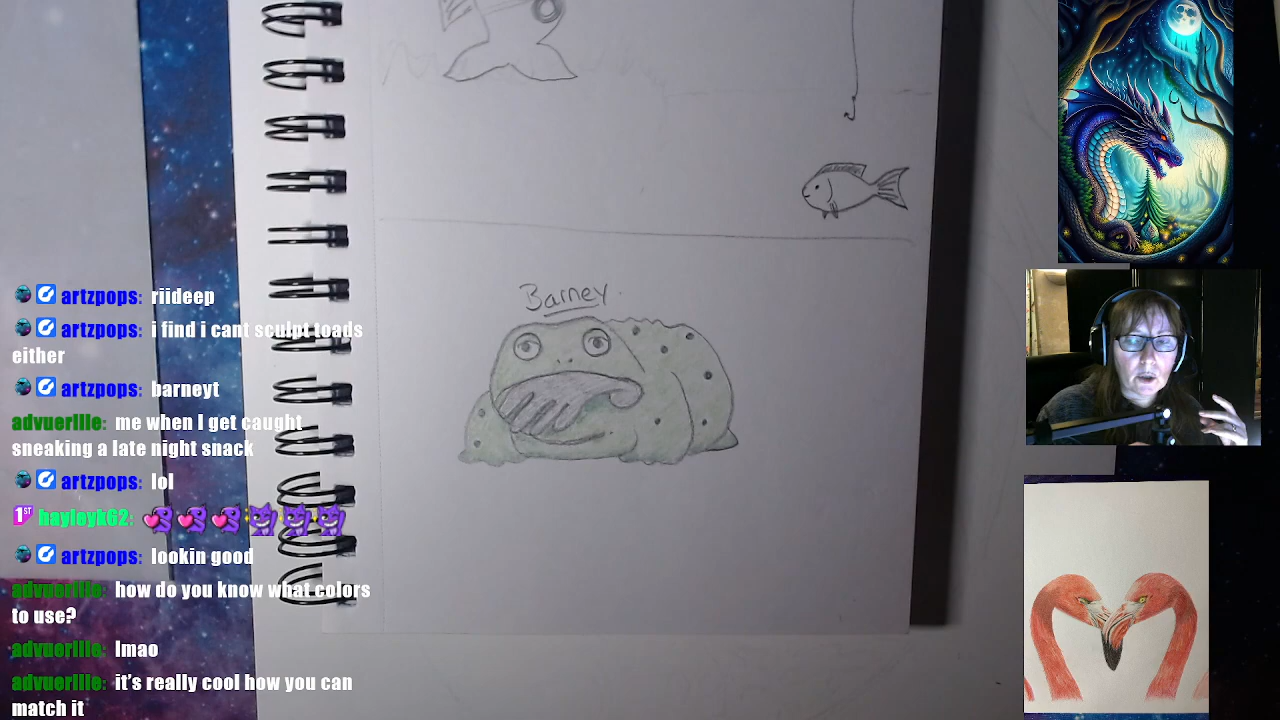 artzpops: riideep
artzpops: i find i cant sculpt toads
either
artzpops: barneyt
advuerllle: me when I get caught
sneaking a late night snack
artzpops: lol
1ST hayleyk62:
artzpops: lookin good
advuerllle: how do you know what colors
to use?
advuerllle: lmao
advuerllle: it's really cool how you can
match it
Barney